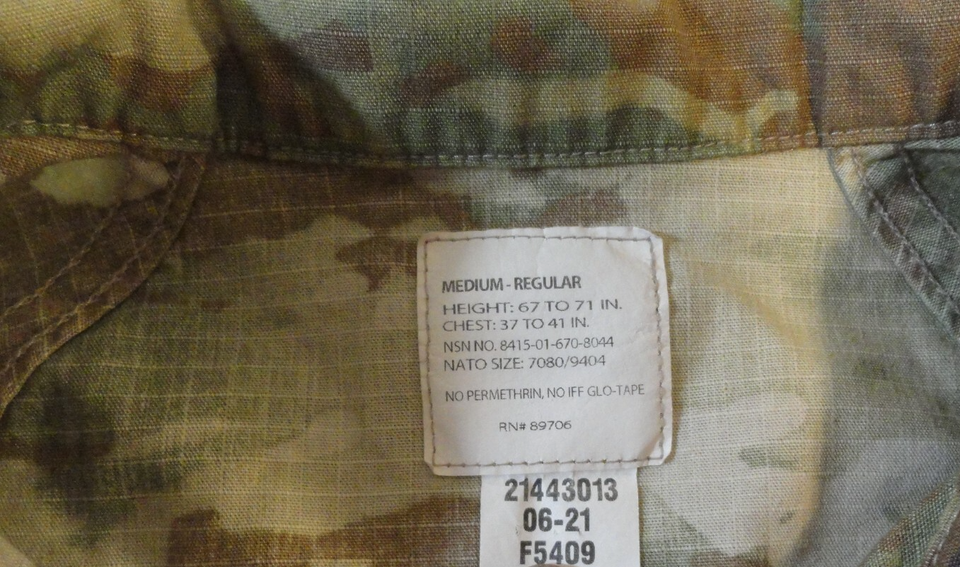 MEDIUM - REGULAR
HEIGHT: 67 TO 71 IN.
CHEST: 37 TO 41 IN.
NSN NO. 8415-01-670-8044
NATO SIZE: 7080/9404
NO PERMETHRIN, NO IFF GLO-TAPE
RN# 89706
21443013
06-21
F5409